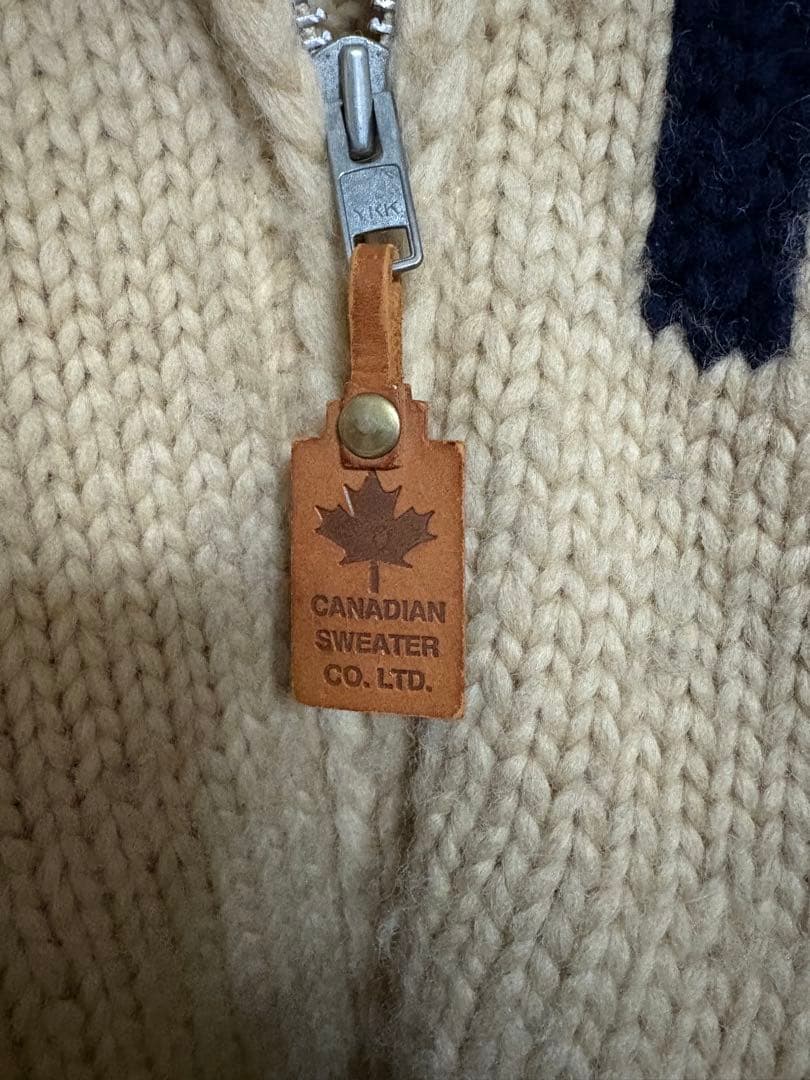 YKK
CANADIAN
SWEATER
CO. LTD.